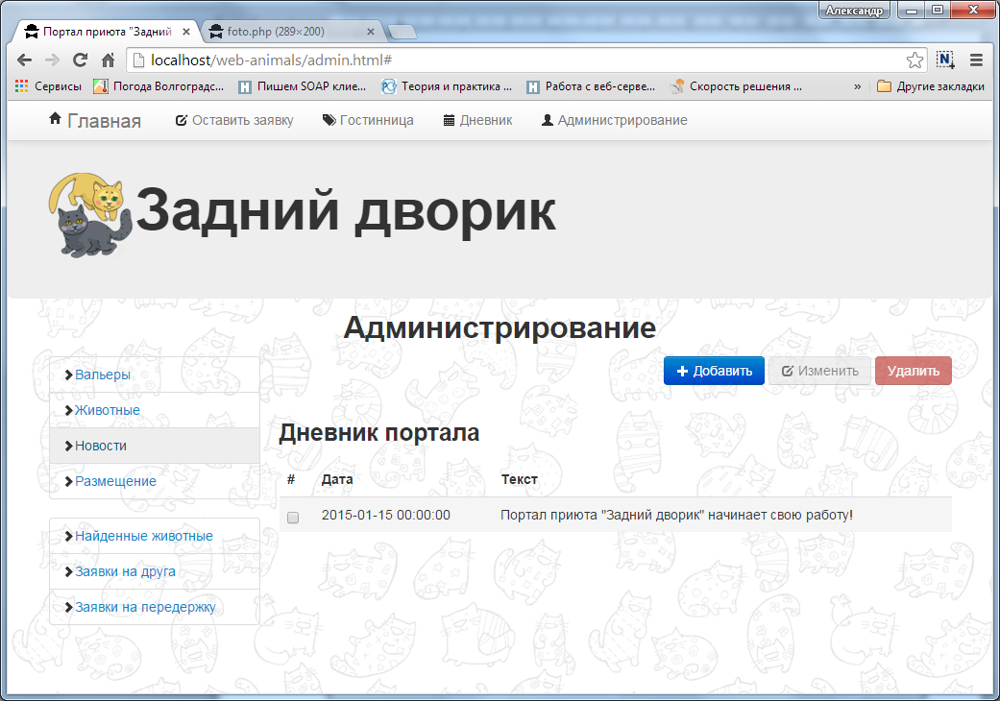 Александр
Портал приюта "Задний
foto.php (289×200)
localhost/web-animals/admin.html#
N
Сервисы
Погода Волгоградс...
H
Пишем SOAP клие...
PC
Теория и практика ...
H
Работа с веб-серве...
Скорость решения ...
»
Другие закладки
Главная
Оставить заявку
Гостинница
Дневник
Администрирование
Задний дворик
Администрирование
Добавить
Изменить
Удалить
Вальеры
Животные
Новости
Размещение
Найденные животные
Заявки на друга
Заявки на передержку
Дневник портала
# Дата Текст
2015-01-15 00:00:00 Портал приюта "Задний дворик" начинает свою работу!